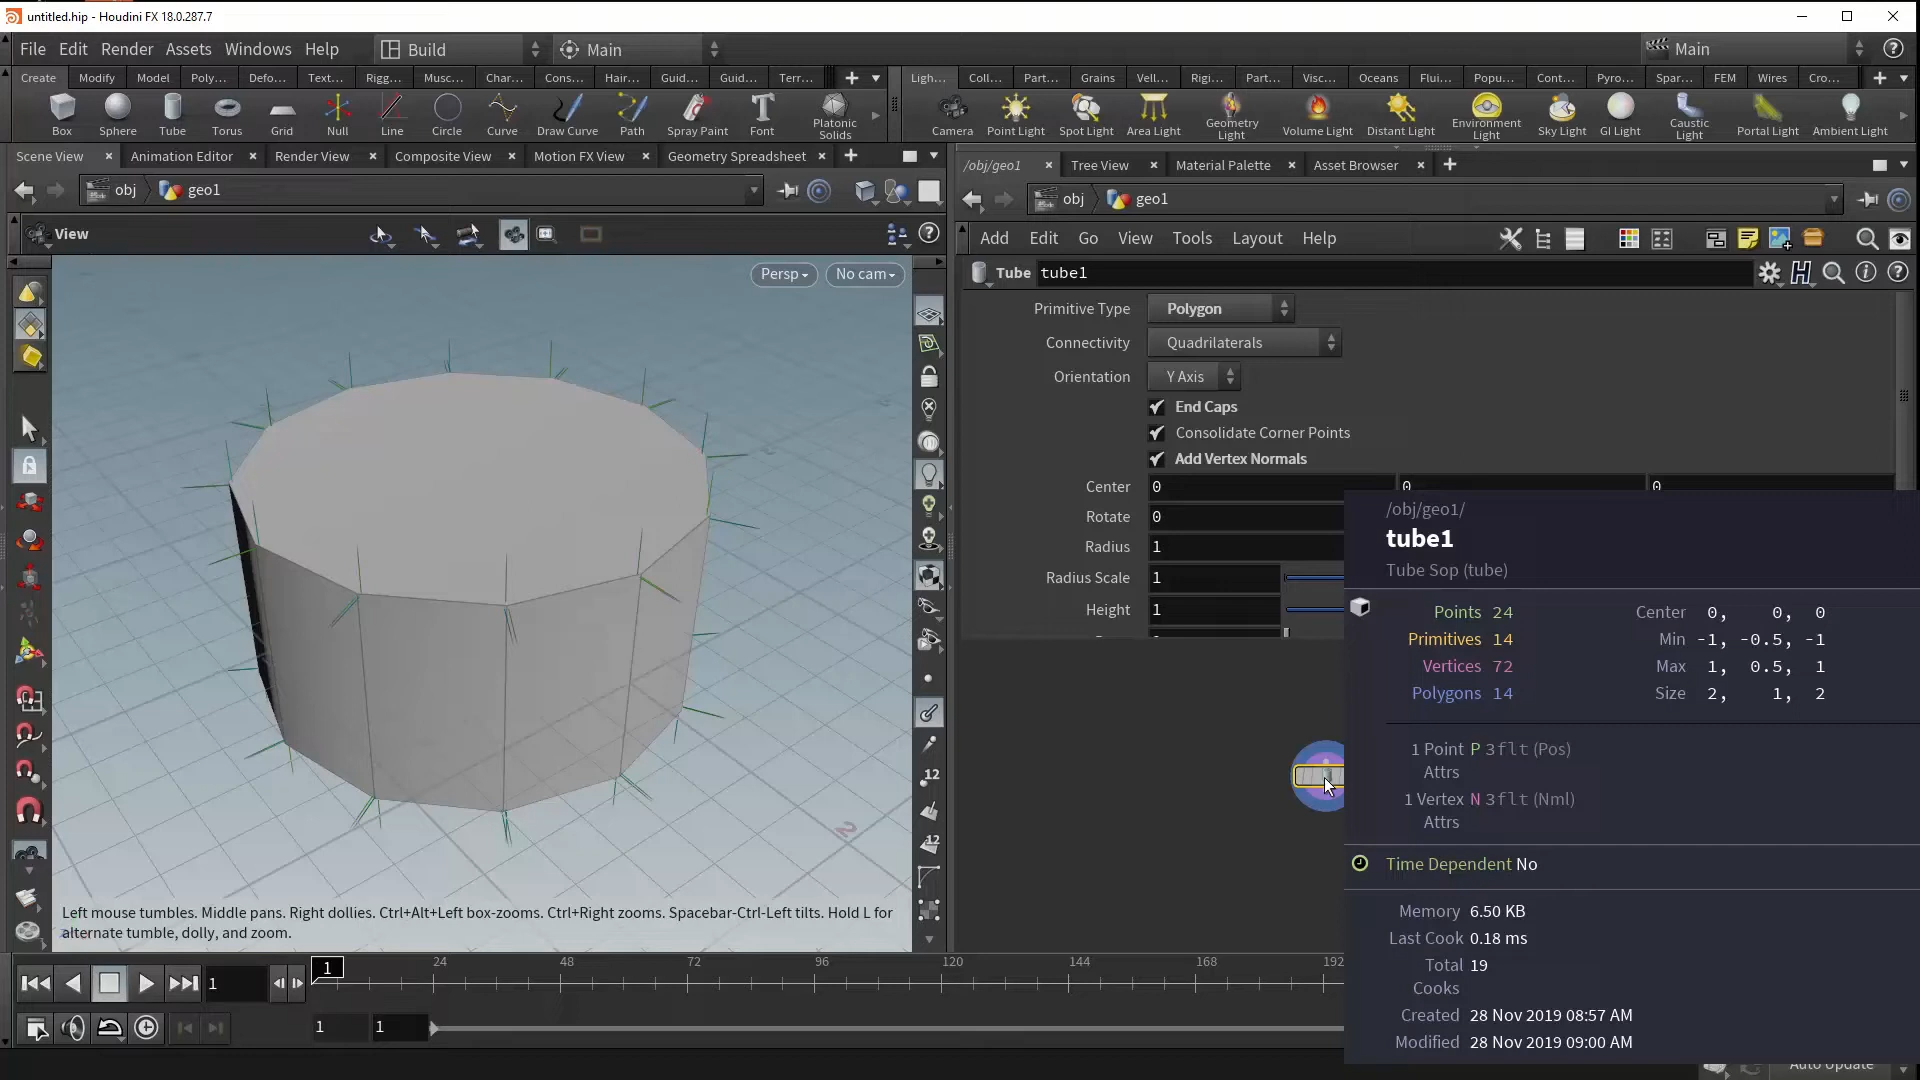 untitled.hip - Houdini FX 18.0.287.7
File Edit Render Assets Windows Help Build Main Main
Create Modify Model Poly... Defo... Text... Rigg... Musc... Char... Cons... Hair... Guid... Guid... Terr...
Box Sphere Tube Torus Grid Null Line Circle Curve Draw Curve Path Spray Paint Font Platonic Solids
Ligh... Coll... Part... Grains Vell... Rigi... Part... Visc... Oceans Flui... Popu... Cont... Pyro... Spar... FEM Wires Cro...
Camera Point Light Spot Light Area Light Geometry Light Volume Light Distant Light Environment Light Sky Light GI Light Caustic Light Portal Light Ambient Light
Scene View Animation Editor Render View Composite View Motion FX View Geometry Spreadsheet
obj geo1
View
Persp No cam
Left mouse tumbles. Middle pans. Right dollies. Ctrl+Alt+Left box-zooms. Ctrl+Right zooms. Spacebar-Ctrl-Left tilts. Hold L for
alternate tumble, dolly, and zoom.
12
12
/obj/geo1 Tree View Material Palette Asset Browser
obj geo1
Add Edit Go View Tools Layout Help
Tube tube1
Primitive Type Polygon
Connectivity Quadrilaterals
Orientation Y Axis
End Caps
Consolidate Corner Points
Add Vertex Normals
Center 0 0 0
Rotate 0
Radius 1
Radius Scale 1
Height 1
/obj/geo1/
tube1
Tube Sop (tube)
Points 24 Center 0, 0, 0
Primitives 14 Min -1, -0.5, -1
Vertices 72 Max 1, 0.5, 1
Polygons 14 Size 2, 1, 2
1 Point P 3flt (Pos)
Attrs
1 Vertex N 3flt (Nml)
Attrs
Time Dependent No
Memory 6.50 KB
Last Cook 0.18 ms
Total 19
Cooks
Created 28 Nov 2019 08:57 AM
Modified 28 Nov 2019 09:00 AM
1 1 24 48 72 96 120 144 168 192
1 1
Auto Update